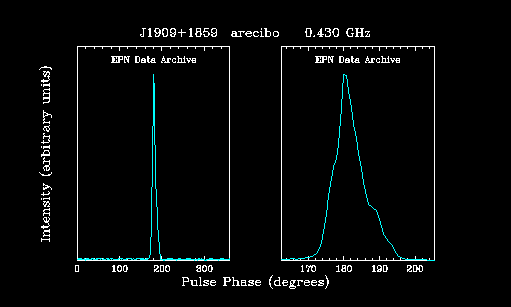 J1909+1859 arecibo 0.430 GHz
EPN Data Archive EPN Data Archive
Intensity (arbitrary units)
0 100 200 300 170 180 190 200
Pulse Phase (degrees)